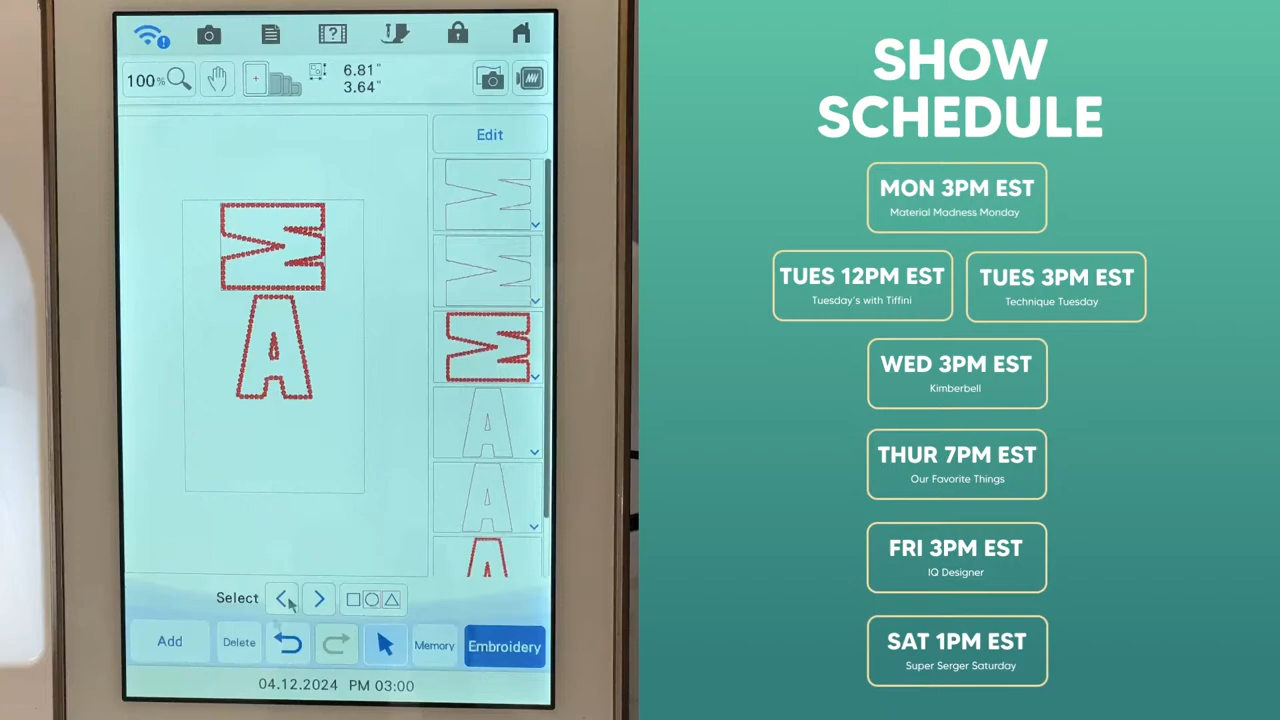 100%
6.81"
3.64"
Edit
M
A
Select
Add
Delete
Memory
Embroidery
04.12.2024 PM 03:00
SHOW
SCHEDULE
MON 3PM EST
Material Madness Monday
TUES 12PM EST
Tuesday's with Tiffini
TUES 3PM EST
Technique Tuesday
WED 3PM EST
Kimberbell
THUR 7PM EST
Our Favorite Things
FRI 3PM EST
IQ Designer
SAT 1PM EST
Super Serger Saturday